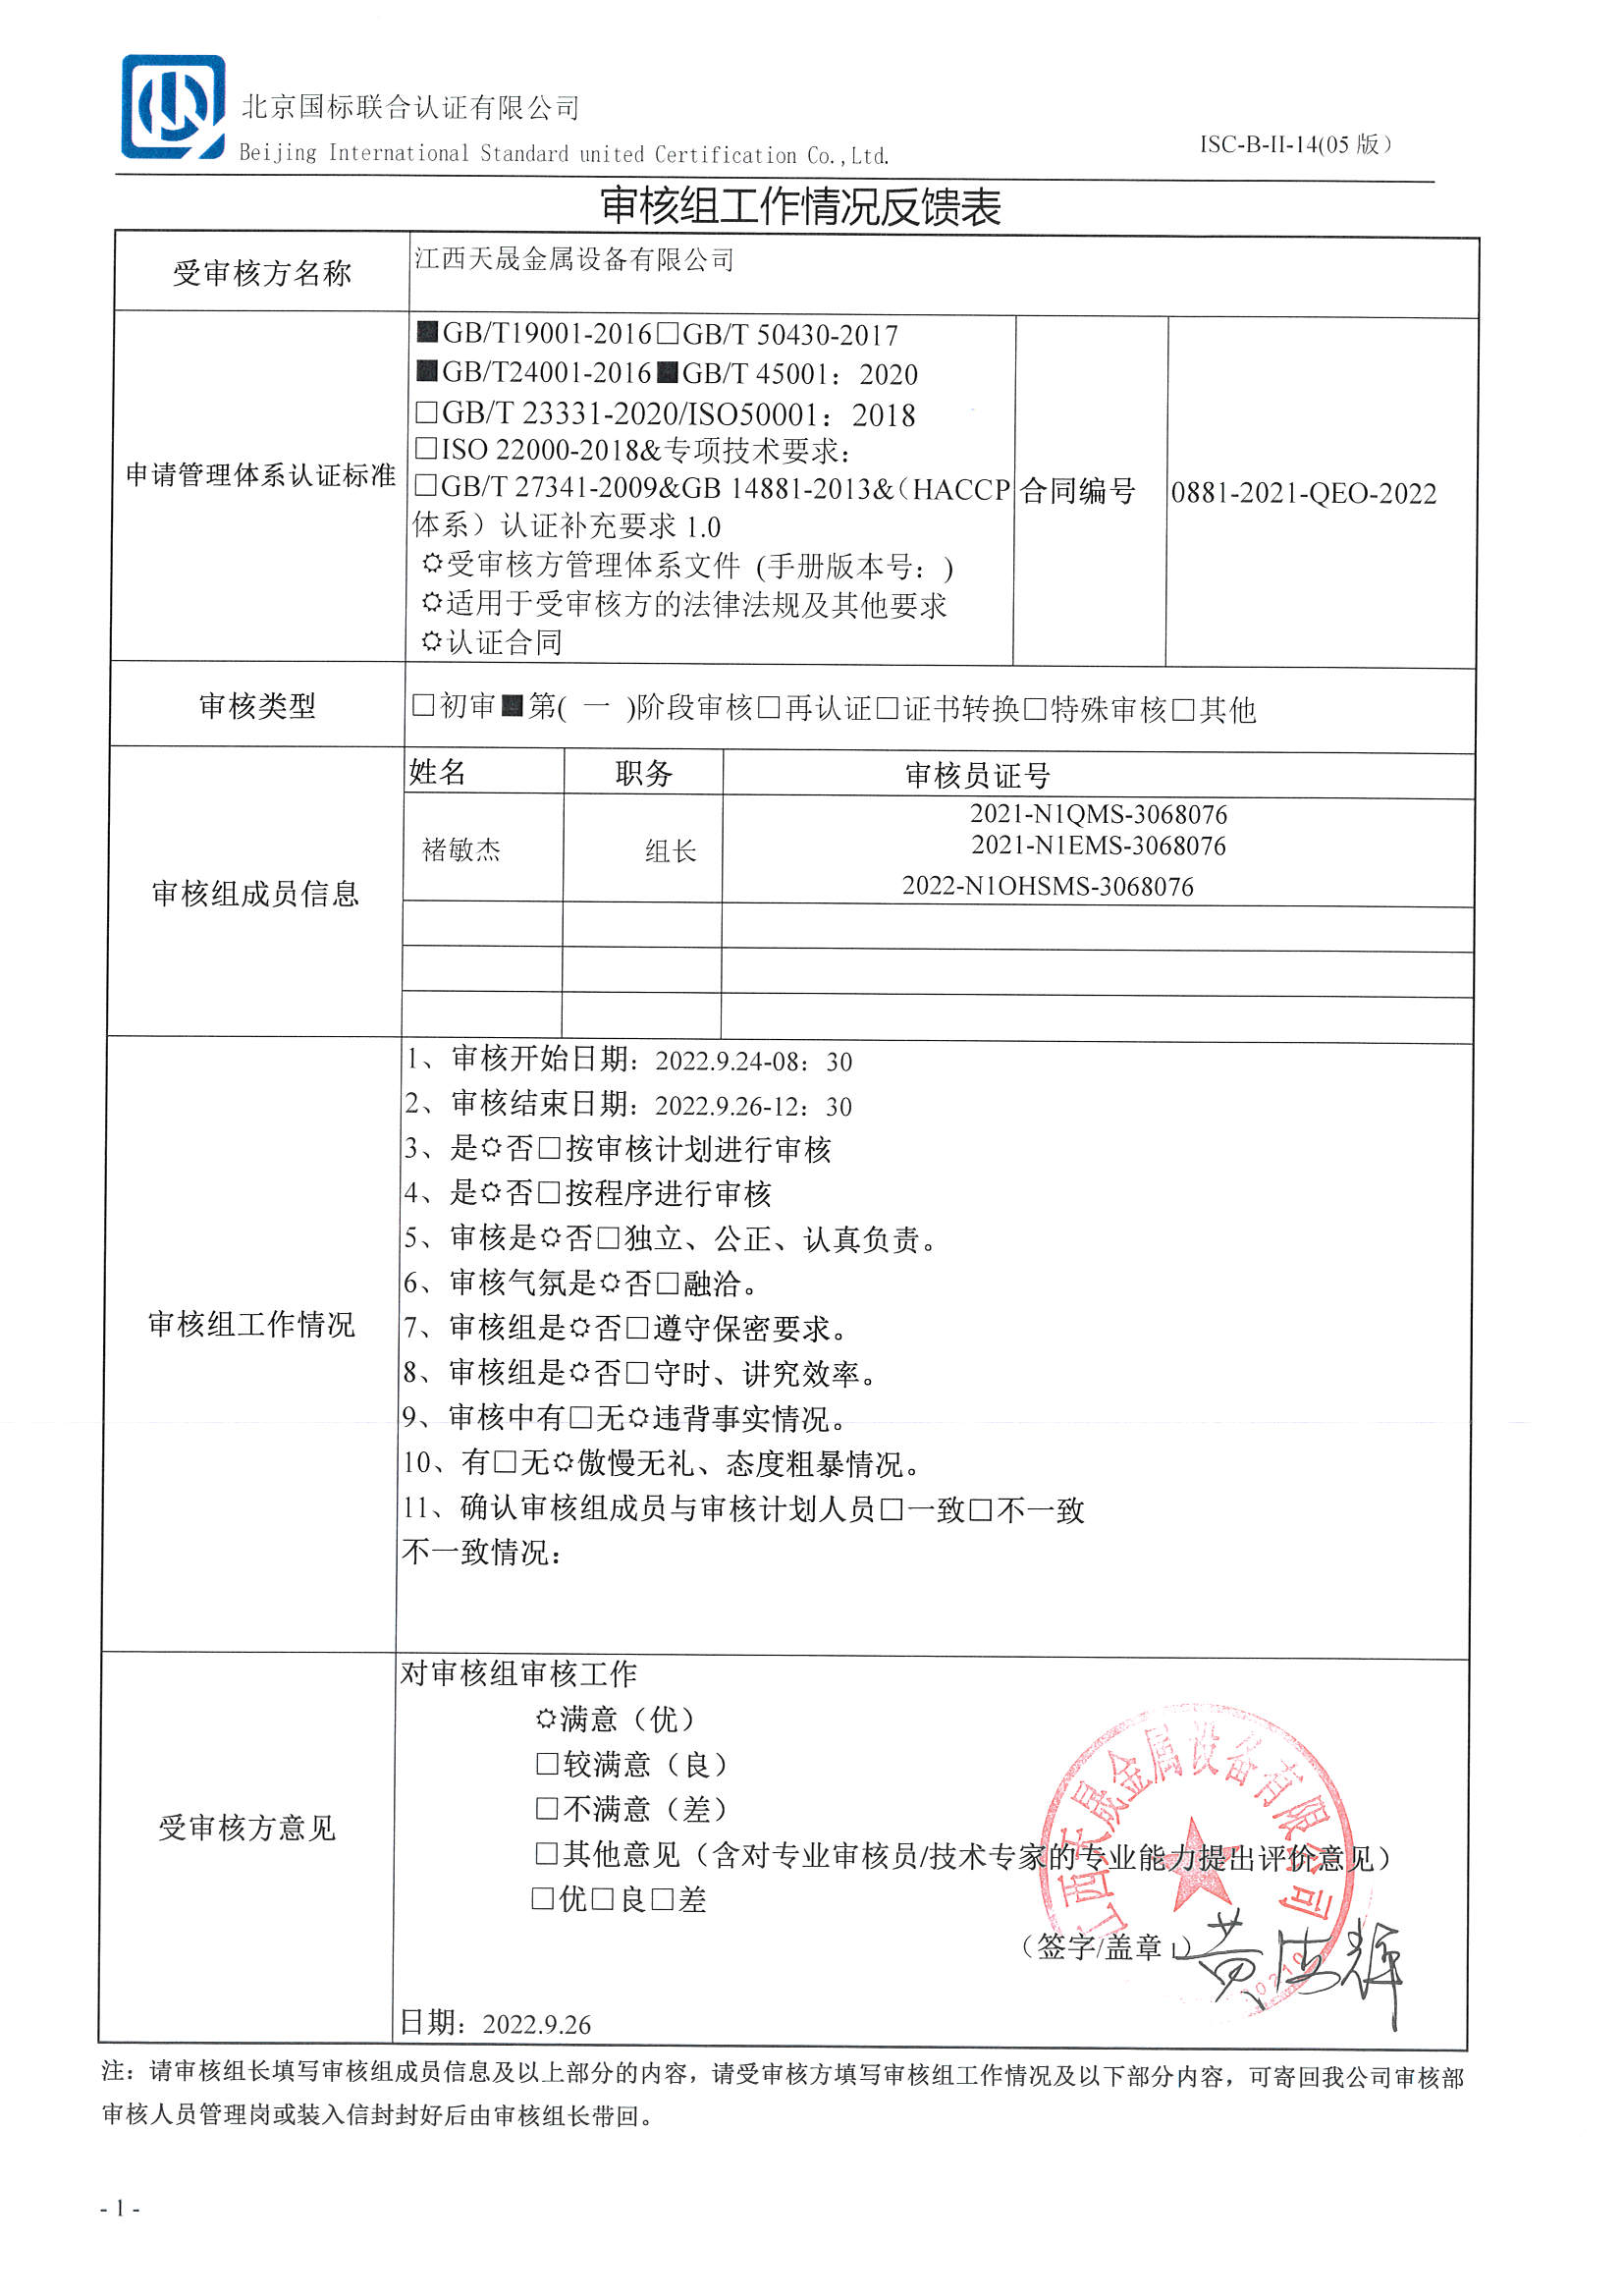 北京国标联合认证有限公司
Beijing International Standard united Certification Co.,Ltd.
ISC-B-II-14(05 版）
审核组工作情况反馈表
受审核方名称
江西天晟金属设备有限公司
申请管理体系认证标准
■GB/T19001-2016□GB/T 50430-2017
■GB/T24001-2016■GB/T 45001：2020
□GB/T 23331-2020/ISO50001：2018
□ISO 22000-2018&专项技术要求：
□GB/T 27341-2009&GB 14881-2013&（HACCP
体系）认证补充要求 1.0
☼受审核方管理体系文件 (手册版本号：)
☼适用于受审核方的法律法规及其他要求
☼认证合同
合同编号
0881-2021-QEO-2022
审核类型
□初审■第( 一 )阶段审核□再认证□证书转换□特殊审核□其他
审核组成员信息
姓名 职务 审核员证号
褚敏杰 组长
2021-N1QMS-3068076
2021-N1EMS-3068076
2022-N1OHSMS-3068076
审核组工作情况
1、审核开始日期：2022.9.24-08：30
2、审核结束日期：2022.9.26-12：30
3、是☼否□按审核计划进行审核
4、是☼否□按程序进行审核
5、审核是☼否□独立、公正、认真负责。
6、审核气氛是☼否□融洽。
7、审核组是☼否□遵守保密要求。
8、审核组是☼否□守时、讲究效率。
9、审核中有□无☼违背事实情况。
10、有□无☼傲慢无礼、态度粗暴情况。
11、确认审核组成员与审核计划人员□一致□不一致
不一致情况：
受审核方意见
对审核组审核工作
☼满意（优）
□较满意（良）
□不满意（差）
□其他意见（含对专业审核员/技术专家的专业能力提出评价意见）
□优□良□差
（签字/盖章）
江西天晟金属设备有限公司
日期：2022.9.26
注：请审核组长填写审核组成员信息及以上部分的内容，请受审核方填写审核组工作情况及以下部分内容，可寄回我公司审核部
审核人员管理岗或装入信封封好后由审核组长带回。
- 1 -